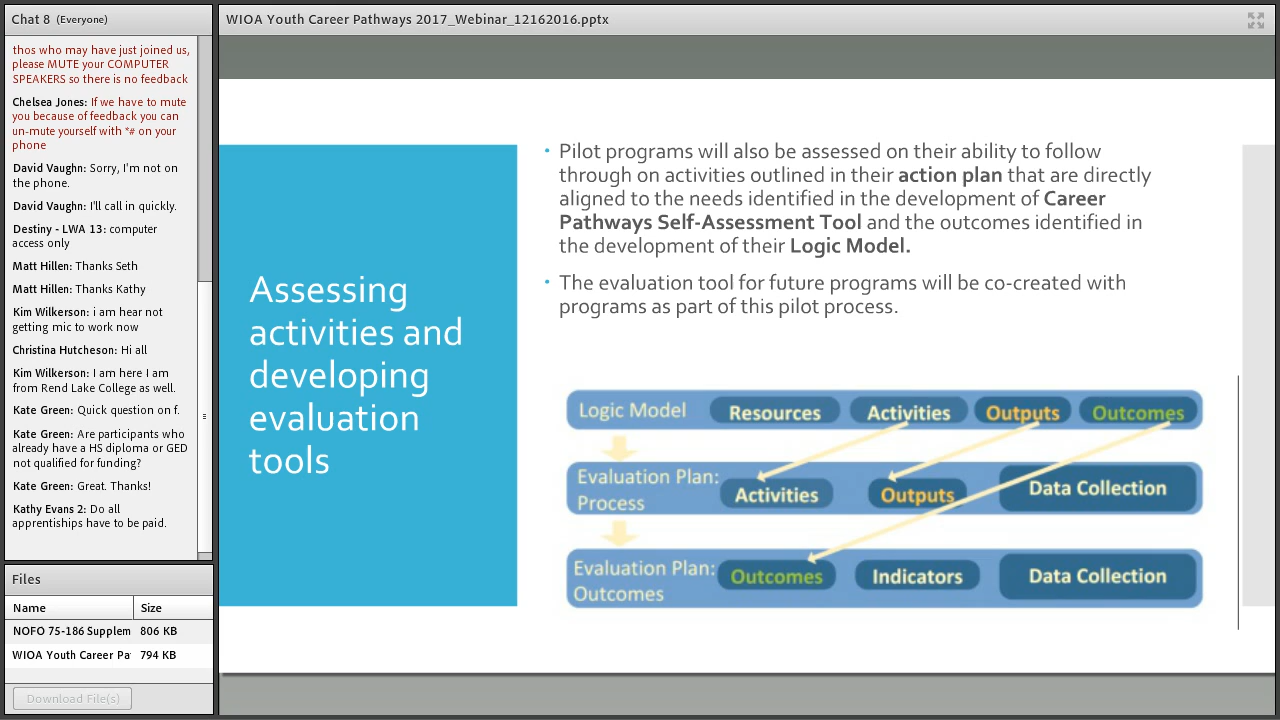 Chat 8 (Everyone)
thos who may have just joined us,
please MUTE your COMPUTER
SPEAKERS so there is no feedback
Chelsea Jones: If we have to mute
you because of feedback you can
un-mute yourself with *# on your
phone
David Vaughn: Sorry, I'm not on
the phone.
David Vaughn: I'll call in quickly.
Destiny - LWA 13: computer
access only
Matt Hillen: Thanks Seth
Matt Hillen: Thanks Kathy
Kim Wilkerson: i am hear not
getting mic to work now
Christina Hutcheson: Hi all
Kim Wilkerson: I am here I am
from Rend Lake College as well.
Kate Green: Quick question on f.
Kate Green: Are participants who
already have a HS diploma or GED
not qualified for funding?
Kate Green: Great. Thanks!
Kathy Evans 2: Do all
apprentiships have to be paid.
Files
Name Size
NOFO 75-186 Supplem 806 KB
WIOA Youth Career Pa 794 KB
Download File(s)
WIOA Youth Career Pathways 2017_Webinar_12162016.pptx
Assessing
activities and
developing
evaluation
tools
• Pilot programs will also be assessed on their ability to follow
through on activities outlined in their action plan that are directly
aligned to the needs identified in the development of Career
Pathways Self-Assessment Tool and the outcomes identified in
the development of their Logic Model.
• The evaluation tool for future programs will be co-created with
programs as part of this pilot process.
Logic Model Resources Activities Outputs Outcomes
Evaluation Plan:
Process
Activities Outputs Data Collection
Evaluation Plan:
Outcomes
Outcomes Indicators Data Collection